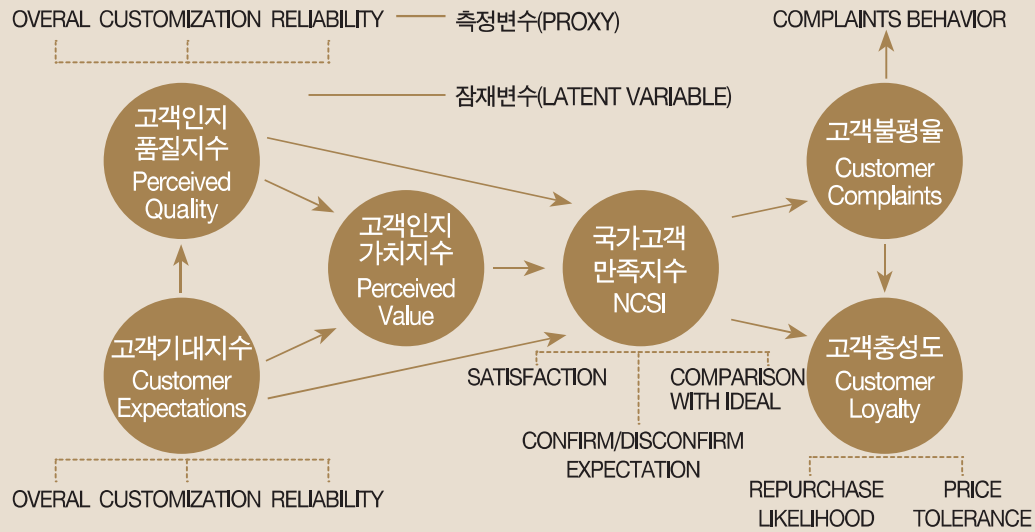 OVERAL CUSTOMIZATION RELIABILITY
측정변수(PROXY)
COMPLAINTS BEHAVIOR
잠재변수(LATENT VARIABLE)
고객인지
품질지수
Perceived
Quality
고객불평율
Customer
Complaints
고객인지
가치지수
Perceived
Value
국가고객
만족지수
NCSI
고객기대지수
Customer
Expectations
고객충성도
Customer
Loyalty
SATISFACTION
COMPARISON
WITH IDEAL
CONFIRM/DISCONFIRM
EXPECTATION
OVERAL CUSTOMIZATION RELIABILITY
REPURCHASE
LIKELIHOOD
PRICE
TOLERANCE